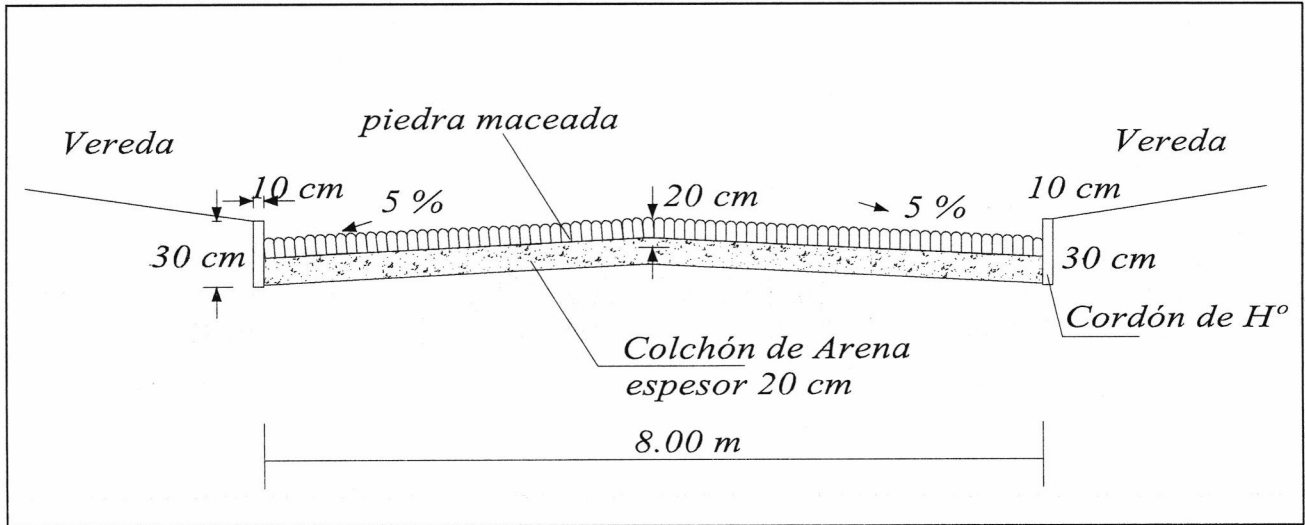 piedra maceada
Vereda
Vereda
10 cm
5 %
20 cm
5 %
10 cm
30 cm
30 cm
Cordón de Hº
Colchón de Arena
espesor 20 cm
8.00 m